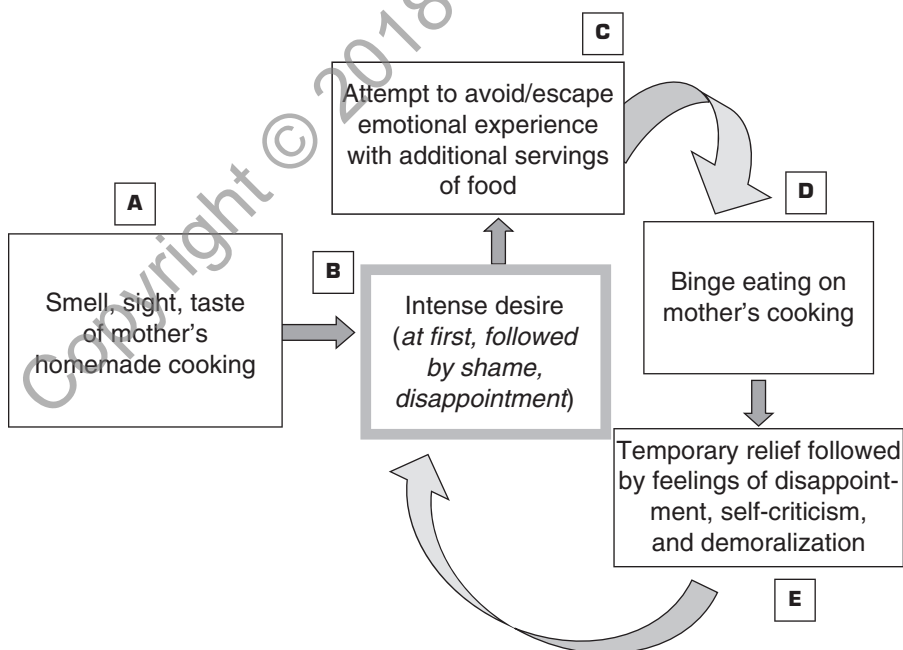 C
Attempt to avoid/escape
emotional experience
with additional servings
of food
A
Smell, sight, taste
of mother's
homemade cooking
B
Intense desire
(at first, followed
by shame,
disappointment)
D
Binge eating on
mother's cooking
Temporary relief followed
by feelings of disappoint-
ment, self-criticism,
and demoralization
E
Copyright © 2018